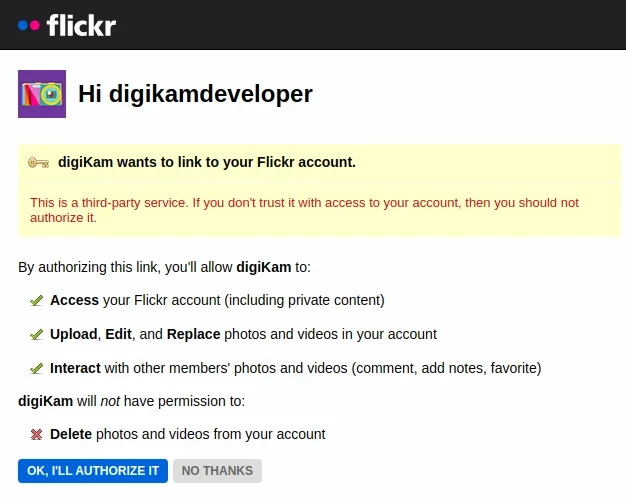 flickr
Hi digikamdeveloper
digiKam wants to link to your Flickr account.
This is a third-party service. If you don't trust it with access to your account, then you should not
authorize it.
By authorizing this link, you'll allow digiKam to:
Access your Flickr account (including private content)
Upload, Edit, and Replace photos and videos in your account
Interact with other members' photos and videos (comment, add notes, favorite)
digiKam will not have permission to:
Delete photos and videos from your account
OK, I'LL AUTHORIZE IT NO THANKS